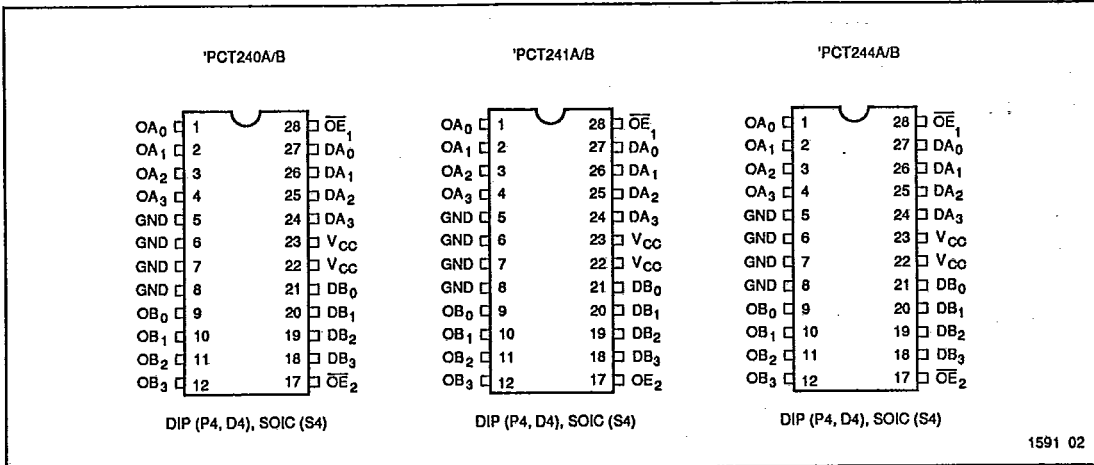 'PCT240A/B 'PCT241A/B 'PCT244A/B
OA0 1 28 OE1 OA0 1 28 OE1 OA0 1 28 OE1
OA1 2 27 DA0 OA1 2 27 DA0 OA1 2 27 DA0
OA2 3 26 DA1 OA2 3 26 DA1 OA2 3 26 DA1
OA3 4 25 DA2 OA3 4 25 DA2 OA3 4 25 DA2
GND 5 24 DA3 GND 5 24 DA3 GND 5 24 DA3
GND 6 23 VCC GND 6 23 VCC GND 6 23 VCC
GND 7 22 VCC GND 7 22 VCC GND 7 22 VCC
GND 8 21 DB0 GND 8 21 DB0 GND 8 21 DB0
OB0 9 20 DB1 OB0 9 20 DB1 OB0 9 20 DB1
OB1 10 19 DB2 OB1 10 19 DB2 OB1 10 19 DB2
OB2 11 18 DB3 OB2 11 18 DB3 OB2 11 18 DB3
OB3 12 17 OE2 OB3 12 17 OE2 OB3 12 17 OE2
DIP (P4, D4), SOIC (S4) DIP (P4, D4), SOIC (S4) DIP (P4, D4), SOIC (S4)
1591 02